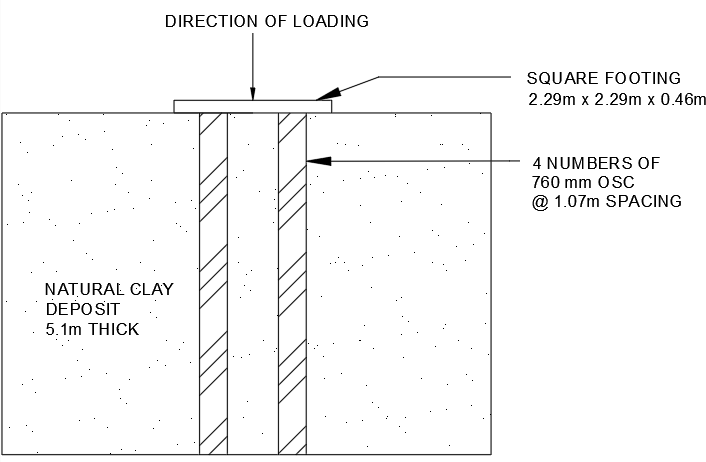 DIRECTION OF LOADING
SQUARE FOOTING
2.29m x 2.29m x 0.46m
4 NUMBERS OF
760 mm OSC
@ 1.07m SPACING
NATURAL CLAY
DEPOSIT
5.1m THICK